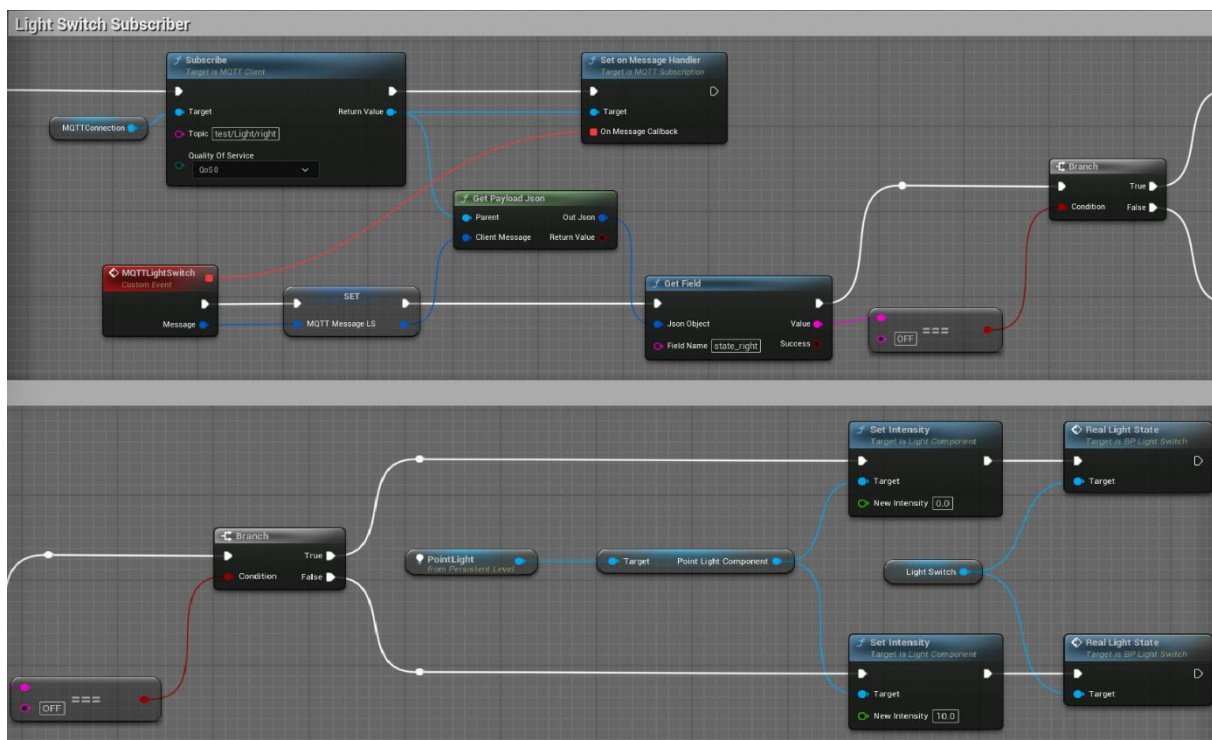 Light Switch Subscriber
Subscribe
Target is MQTT Client
Target
Return Value
Topic test/Light/right
Quality Of Service
QoS 0
MQTTConnection
Set on Message Handler
Target is MQTT Subscription
Target
On Message Callback
Get Payload Json
Parent
Out Json
Client Message
Return Value
MQTTLightSwitch
Custom Event
Message
SET
MQTT Message LS
Get Field
Json Object
Value
Field Name state_right
Success
===
OFF
Branch
True
Condition
False
Branch
True
Condition
False
===
OFF
PointLight
from Persistent Level
Target
Point Light Component
Set Intensity
Target is Light Component
Target
New Intensity 0.0
Real Light State
Target is BP Light Switch
Target
Light Switch
Set Intensity
Target is Light Component
Target
New Intensity 10.0
Real Light State
Target is BP Light Switch
Target